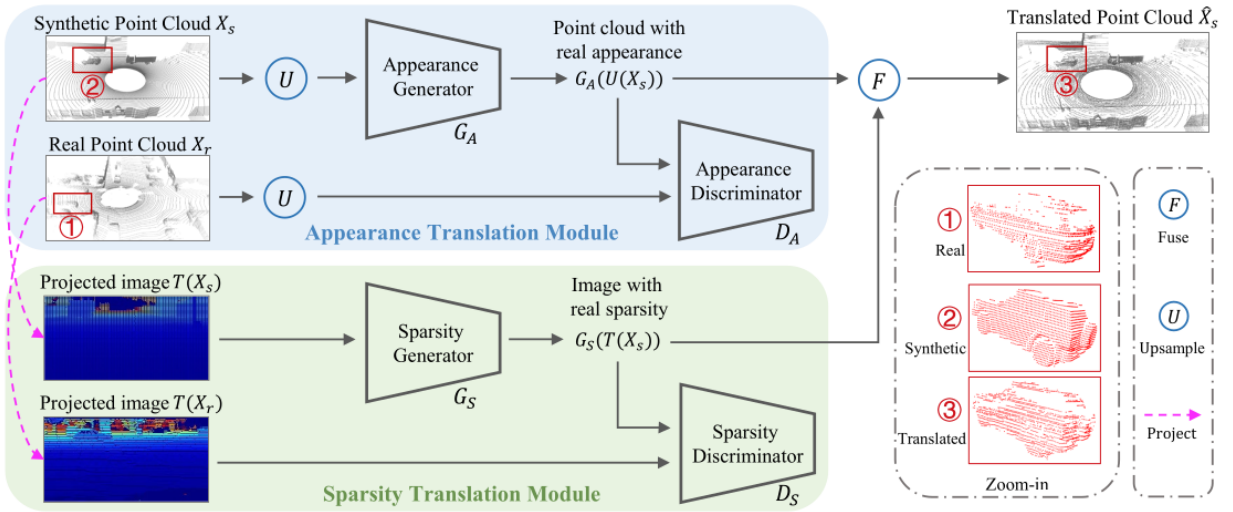 Synthetic Point Cloud X_s
②
U
Appearance
Generator
G_A
Point cloud with
real appearance
G_A(U(X_s))
F
Translated Point Cloud X̂_s
③
Real Point Cloud X_r
①
U
Appearance
Discriminator
D_A
Appearance Translation Module
Projected image T(X_s)
Sparsity
Generator
G_S
Image with
real sparsity
G_S(T(X_s))
Projected image T(X_r)
Sparsity
Discriminator
D_S
Sparsity Translation Module
①
Real
②
Synthetic
③
Translated
Zoom-in
F
Fuse
U
Upsample
Project